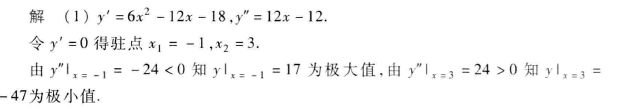 解 (1) y′ = 6x² − 12x − 18, y″ = 12x − 12.
令 y′ = 0 得驻点 x₁ = −1, x₂ = 3.
由 y″|ₓ₌₋₁ = −24 < 0 知 y|ₓ₌₋₁ = 17 为极大值, 由 y″|ₓ₌₃ = 24 > 0 知 y|ₓ₌₃ =
−47为极小值.